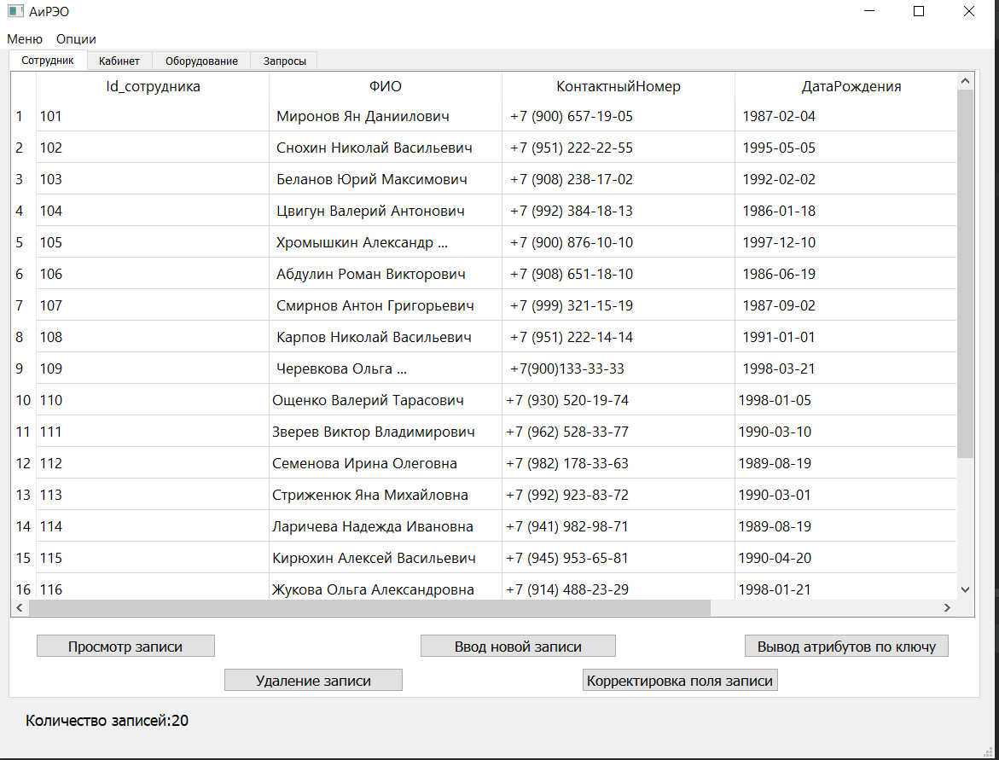 АиРЭО
Меню Опции
Сотрудник Кабинет Оборудование Запросы
Id_сотрудника ФИО КонтактныйНомер ДатаРождения
1 101 Миронов Ян Даниилович +7 (900) 657-19-05 1987-02-04
2 102 Снохин Николай Васильевич +7 (951) 222-22-55 1995-05-05
3 103 Беланов Юрий Максимович +7 (908) 238-17-02 1992-02-02
4 104 Цвигун Валерий Антонович +7 (992) 384-18-13 1986-01-18
5 105 Хромышкин Александр ... +7 (900) 876-10-10 1997-12-10
6 106 Абдулин Роман Викторович +7 (908) 651-18-10 1986-06-19
7 107 Смирнов Антон Григорьевич +7 (999) 321-15-19 1987-09-02
8 108 Карпов Николай Васильевич +7 (951) 222-14-14 1991-01-01
9 109 Черевкова Ольга ... +7(900)133-33-33 1998-03-21
10 110 Ощенко Валерий Тарасович +7 (930) 520-19-74 1998-01-05
11 111 Зверев Виктор Владимирович +7 (962) 528-33-77 1990-03-10
12 112 Семенова Ирина Олеговна +7 (982) 178-33-63 1989-08-19
13 113 Стриженюк Яна Михайловна +7 (992) 923-83-72 1990-03-01
14 114 Ларичева Надежда Ивановна +7 (941) 982-98-71 1989-08-19
15 115 Кирюхин Алексей Васильевич +7 (945) 953-65-81 1990-04-20
16 116 Жукова Ольга Александровна +7 (914) 488-23-29 1998-01-21
Просмотр записи Ввод новой записи Вывод атрибутов по ключу
Удаление записи Корректировка поля записи
Количество записей:20